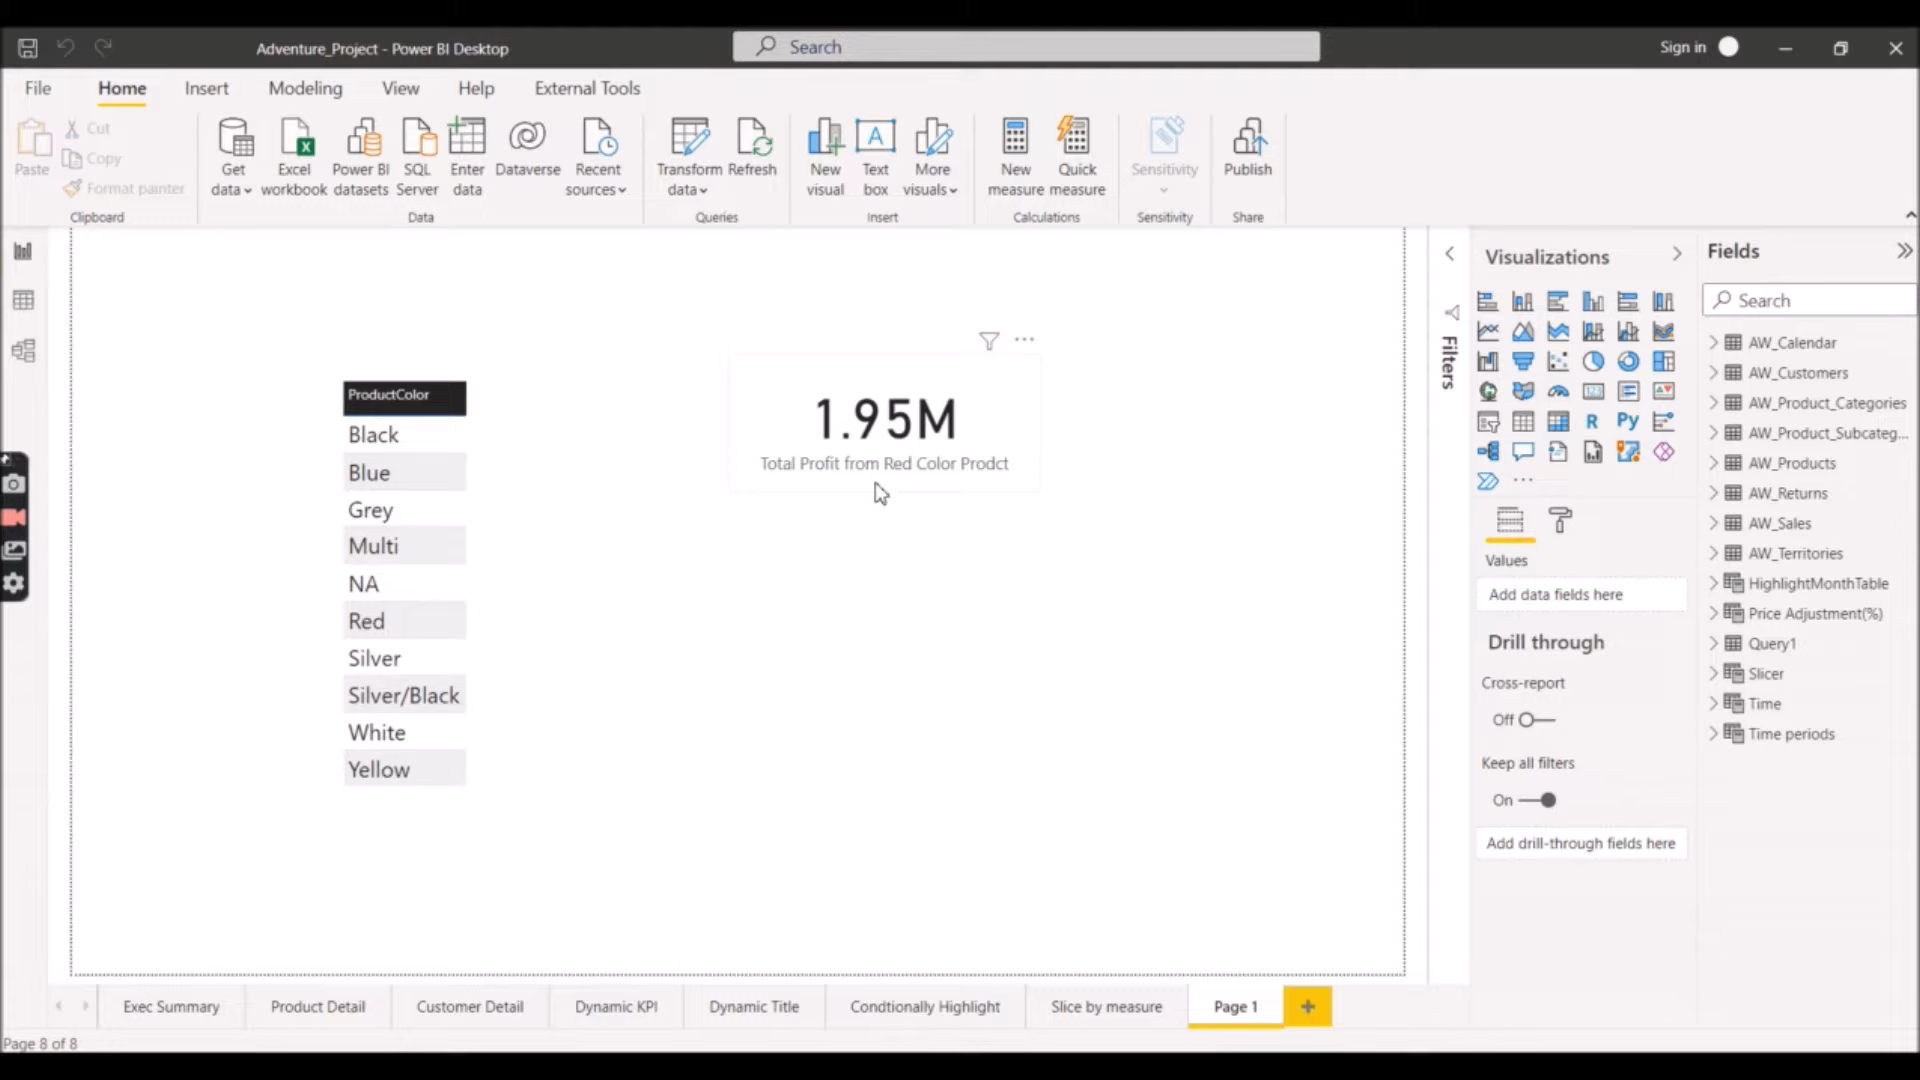 Adventure_Project - Power BI Desktop
Search
Sign in
File Home Insert Modeling View Help External Tools
Paste
Cut
Copy
Format painter
Clipboard
Get data
Excel workbook
Power BI datasets
SQL Server
Enter data
Dataverse
Recent sources
Data
Transform data
Refresh
Queries
New visual
Text box
More visuals
Insert
New measure
Quick measure
Calculations
Sensitivity
Sensitivity
Publish
Share
ProductColor
Black
Blue
Grey
Multi
NA
Red
Silver
Silver/Black
White
Yellow
1.95M
Total Profit from Red Color Prodct
Filters
Visualizations
R
Py
Values
Add data fields here
Drill through
Cross-report
Off
Keep all filters
On
Add drill-through fields here
Fields
Search
AW_Calendar
AW_Customers
AW_Product_Categories
AW_Product_Subcateg...
AW_Products
AW_Returns
AW_Sales
AW_Territories
HighlightMonthTable
Price Adjustment(%)
Query1
Slicer
Time
Time periods
Exec Summary
Product Detail
Customer Detail
Dynamic KPI
Dynamic Title
Condtionally Highlight
Slice by measure
Page 1
Page 8 of 8